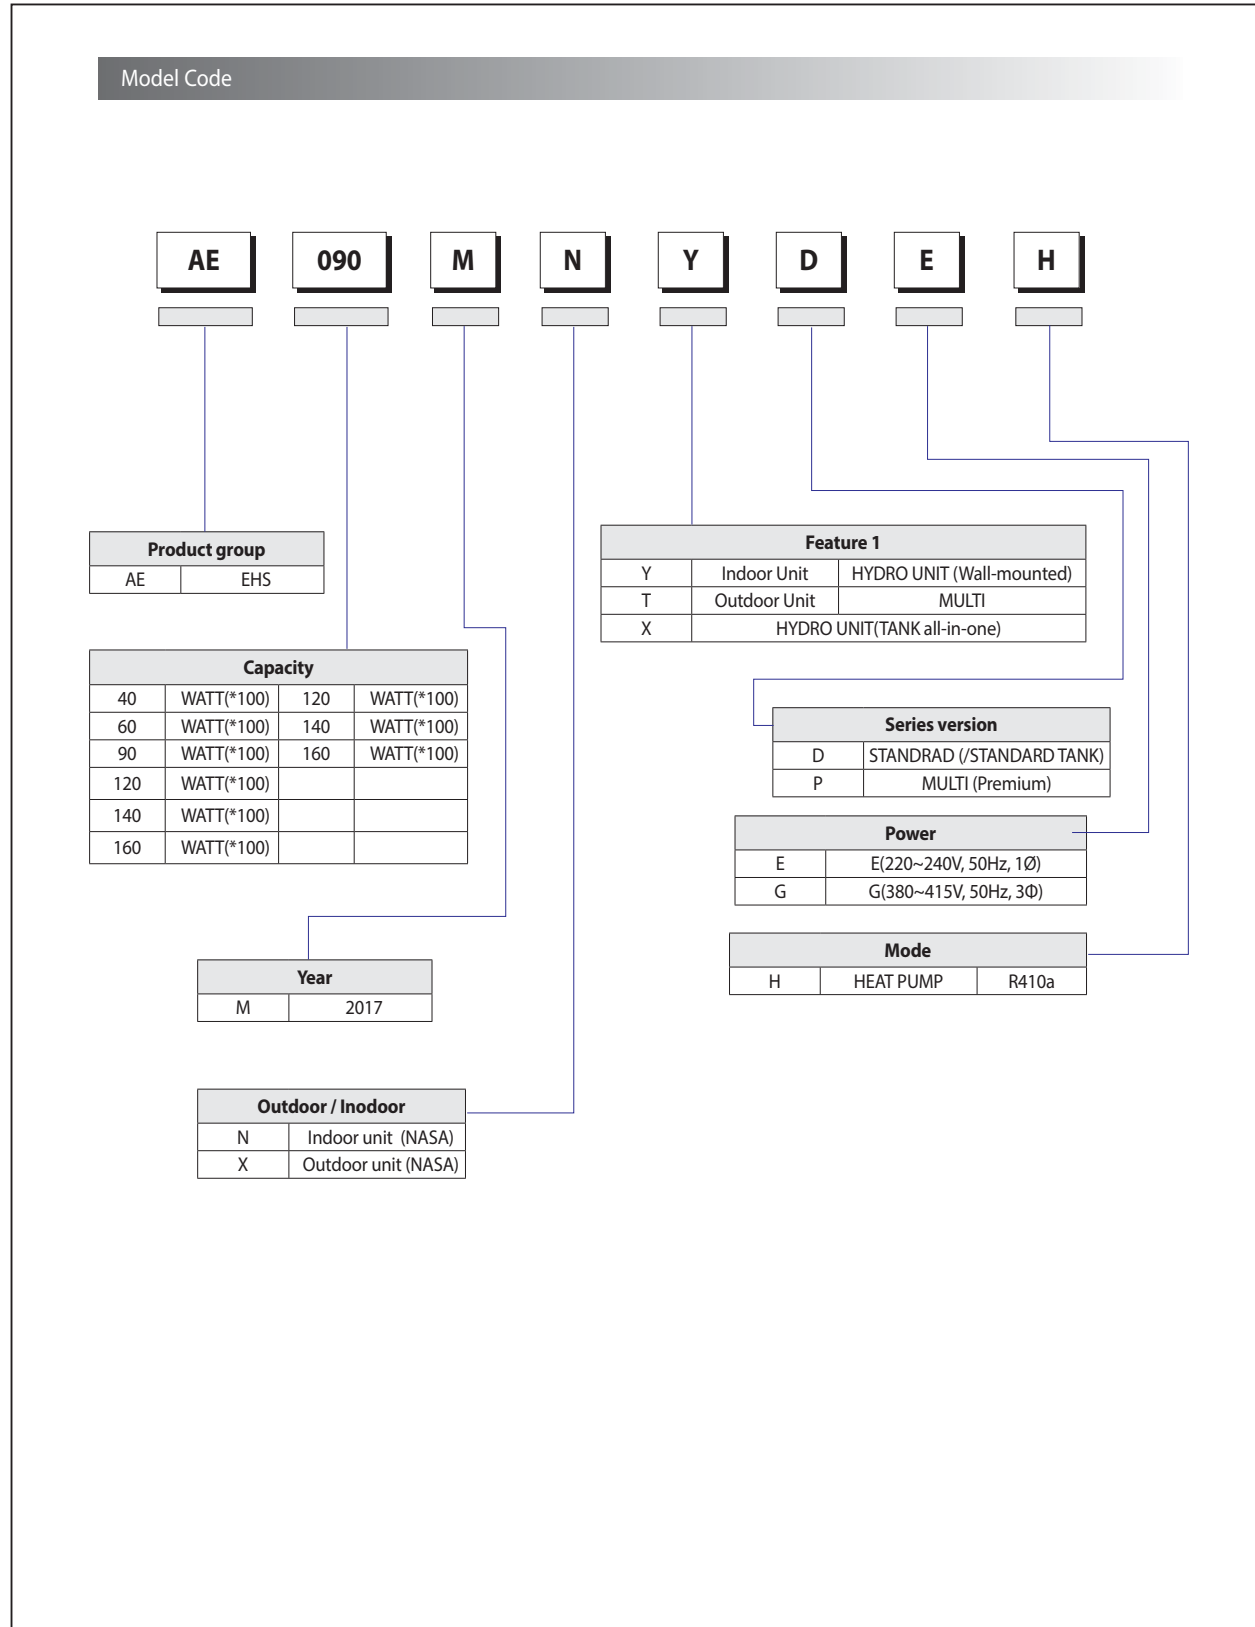 Model Code
AE 090 M N Y D E H
Product group
AE EHS
Capacity
40 WATT(*100) 120 WATT(*100)
60 WATT(*100) 140 WATT(*100)
90 WATT(*100) 160 WATT(*100)
120 WATT(*100)
140 WATT(*100)
160 WATT(*100)
Year
M 2017
Outdoor / Inodoor
N Indoor unit (NASA)
X Outdoor unit (NASA)
Feature 1
Y Indoor Unit HYDRO UNIT (Wall-mounted)
T Outdoor Unit MULTI
X HYDRO UNIT(TANK all-in-one)
Series version
D STANDRAD (/STANDARD TANK)
P MULTI (Premium)
Power
E E(220~240V, 50Hz, 1Ø)
G G(380~415V, 50Hz, 3Φ)
Mode
H HEAT PUMP R410a